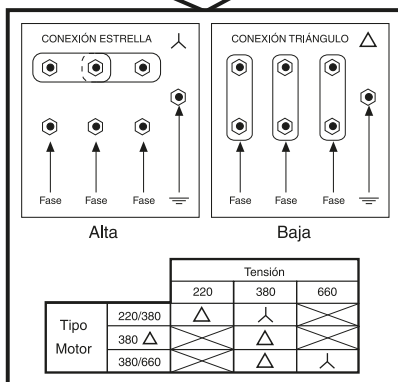 CONEXIÓN ESTRELLA
Fase Fase Fase
Alta
CONEXIÓN TRIÁNGULO
Fase Fase Fase
Baja
Tensión
220 380 660
Tipo Motor
220/380
380 Δ
380/660